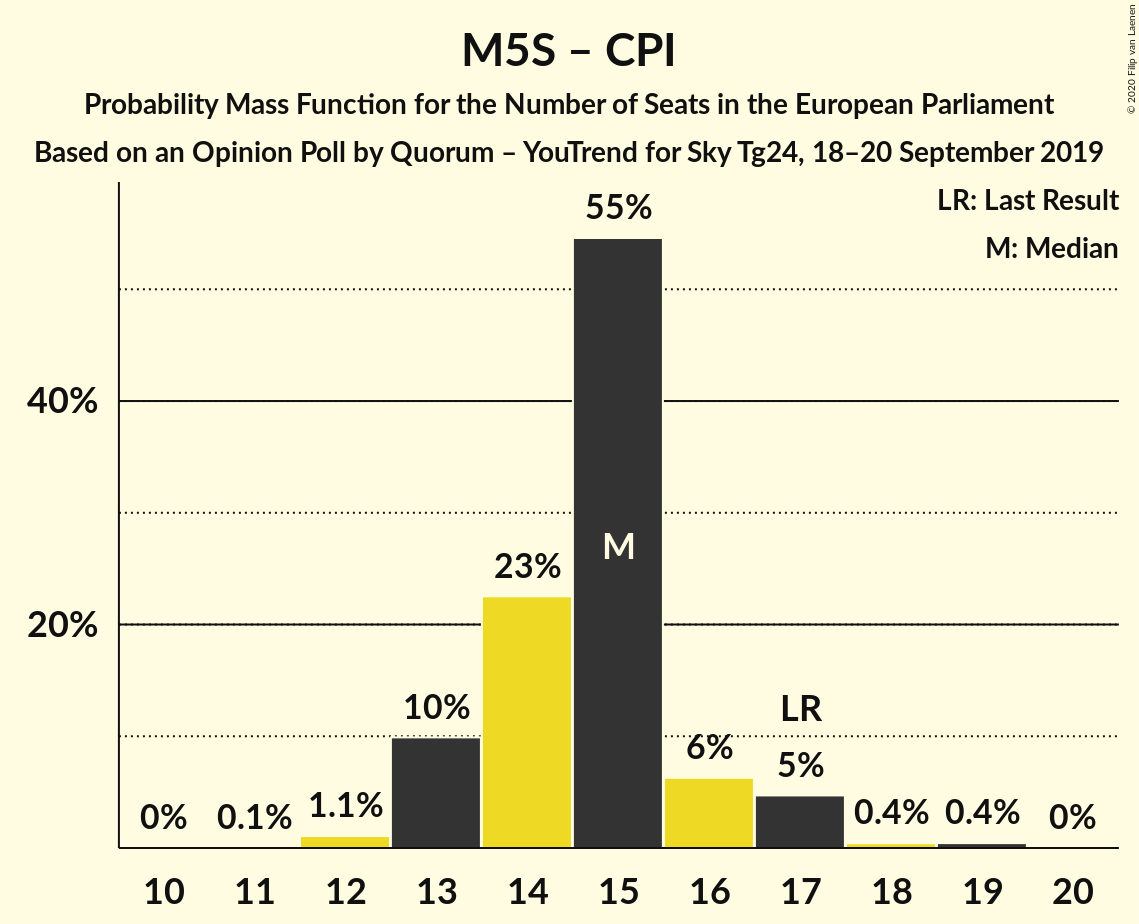 M5S – CPI
Probability Mass Function for the Number of Seats in the European Parliament
Based on an Opinion Poll by Quorum – YouTrend for Sky Tg24, 18–20 September 2019
© 2020 Filip van Laenen
LR: Last Result
M: Median
55%
40%
M
23%
20%
10%
LR
6%
5%
0%
0.1%
1.1%
0.4%
0.4%
0%
10 11 12 13 14 15 16 17 18 19 20